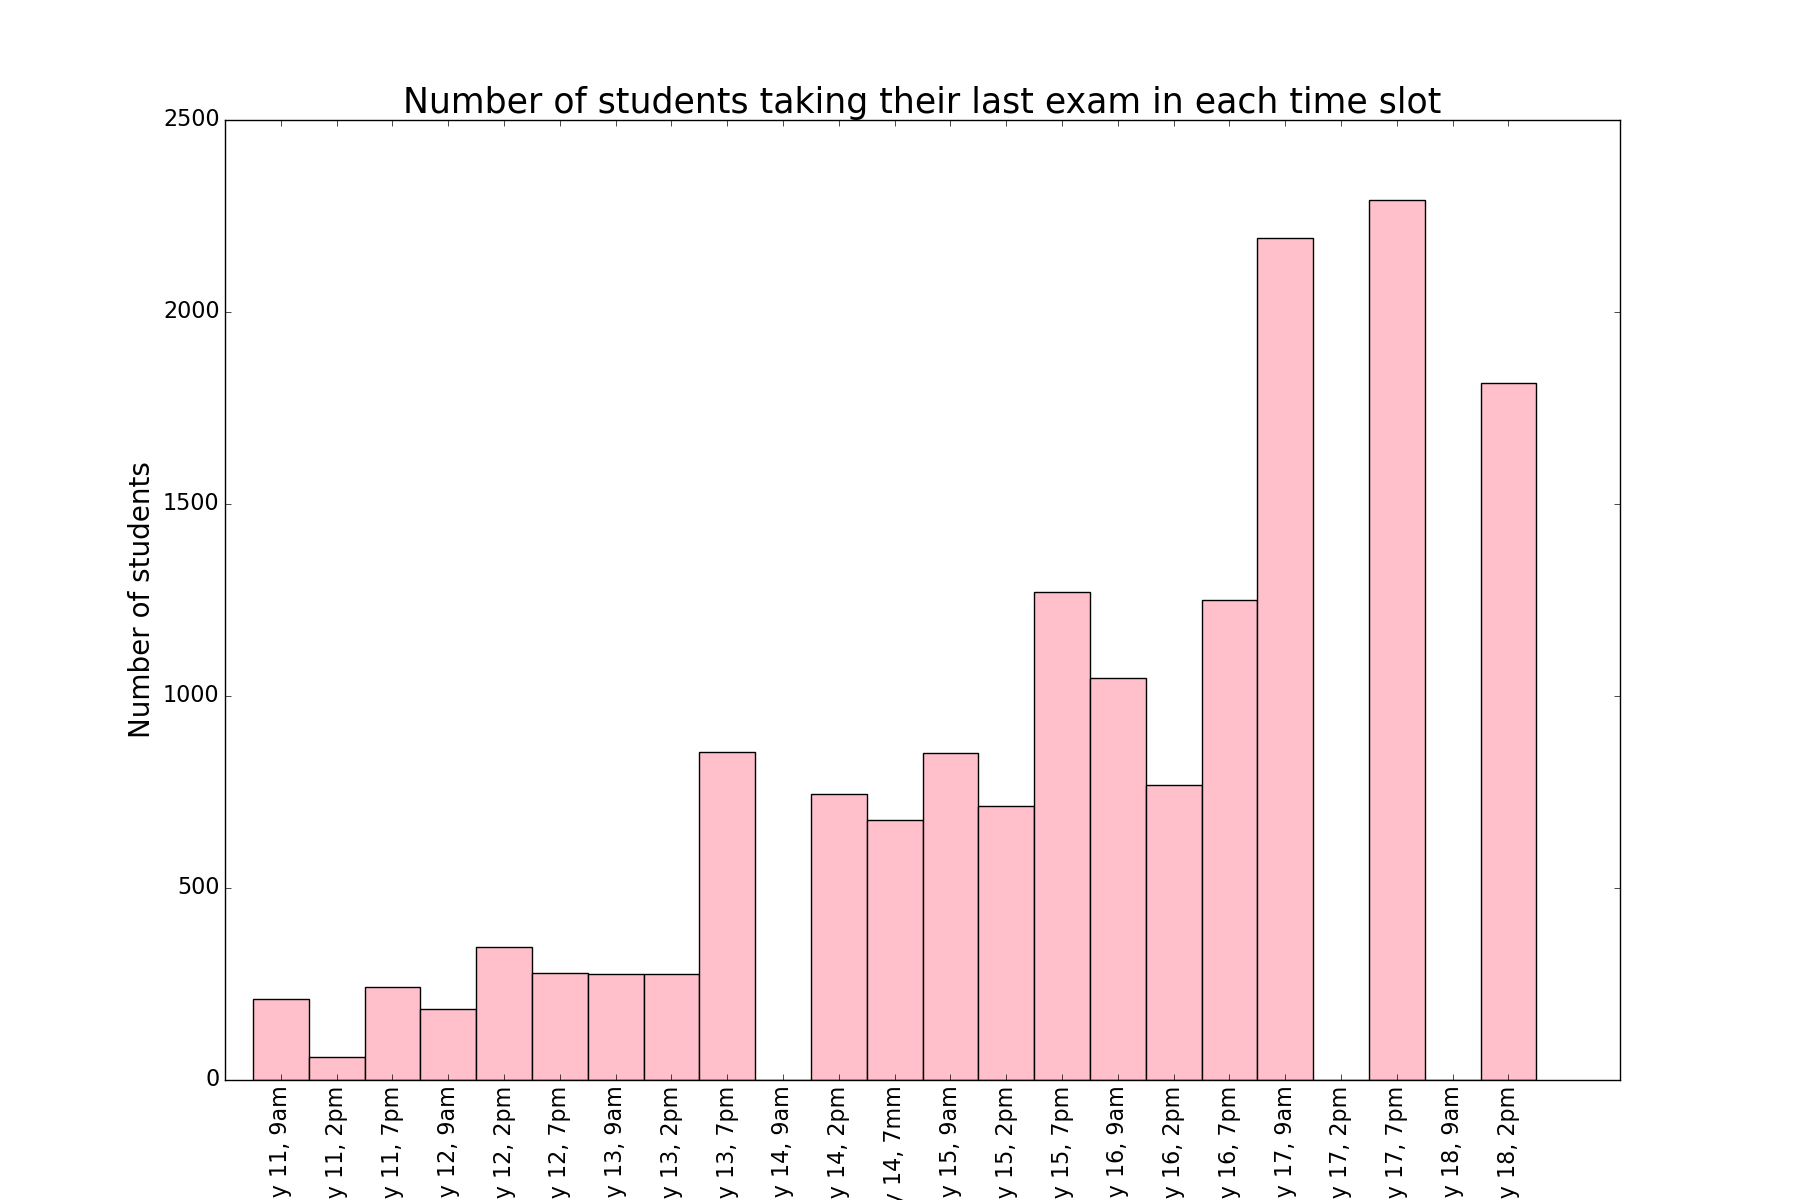 Number of students taking their last exam in each time slot
2500
2000
1500
1000
500
0
Number of students
y 11, 9am
y 11, 2pm
y 11, 7pm
y 12, 9am
y 12, 2pm
y 12, 7pm
y 13, 9am
y 13, 2pm
y 13, 7pm
y 14, 9am
y 14, 2pm
y 14, 7mm
y 15, 9am
y 15, 2pm
y 15, 7pm
y 16, 9am
y 16, 2pm
y 16, 7pm
y 17, 9am
y 17, 2pm
y 17, 7pm
y 18, 9am
y 18, 2pm